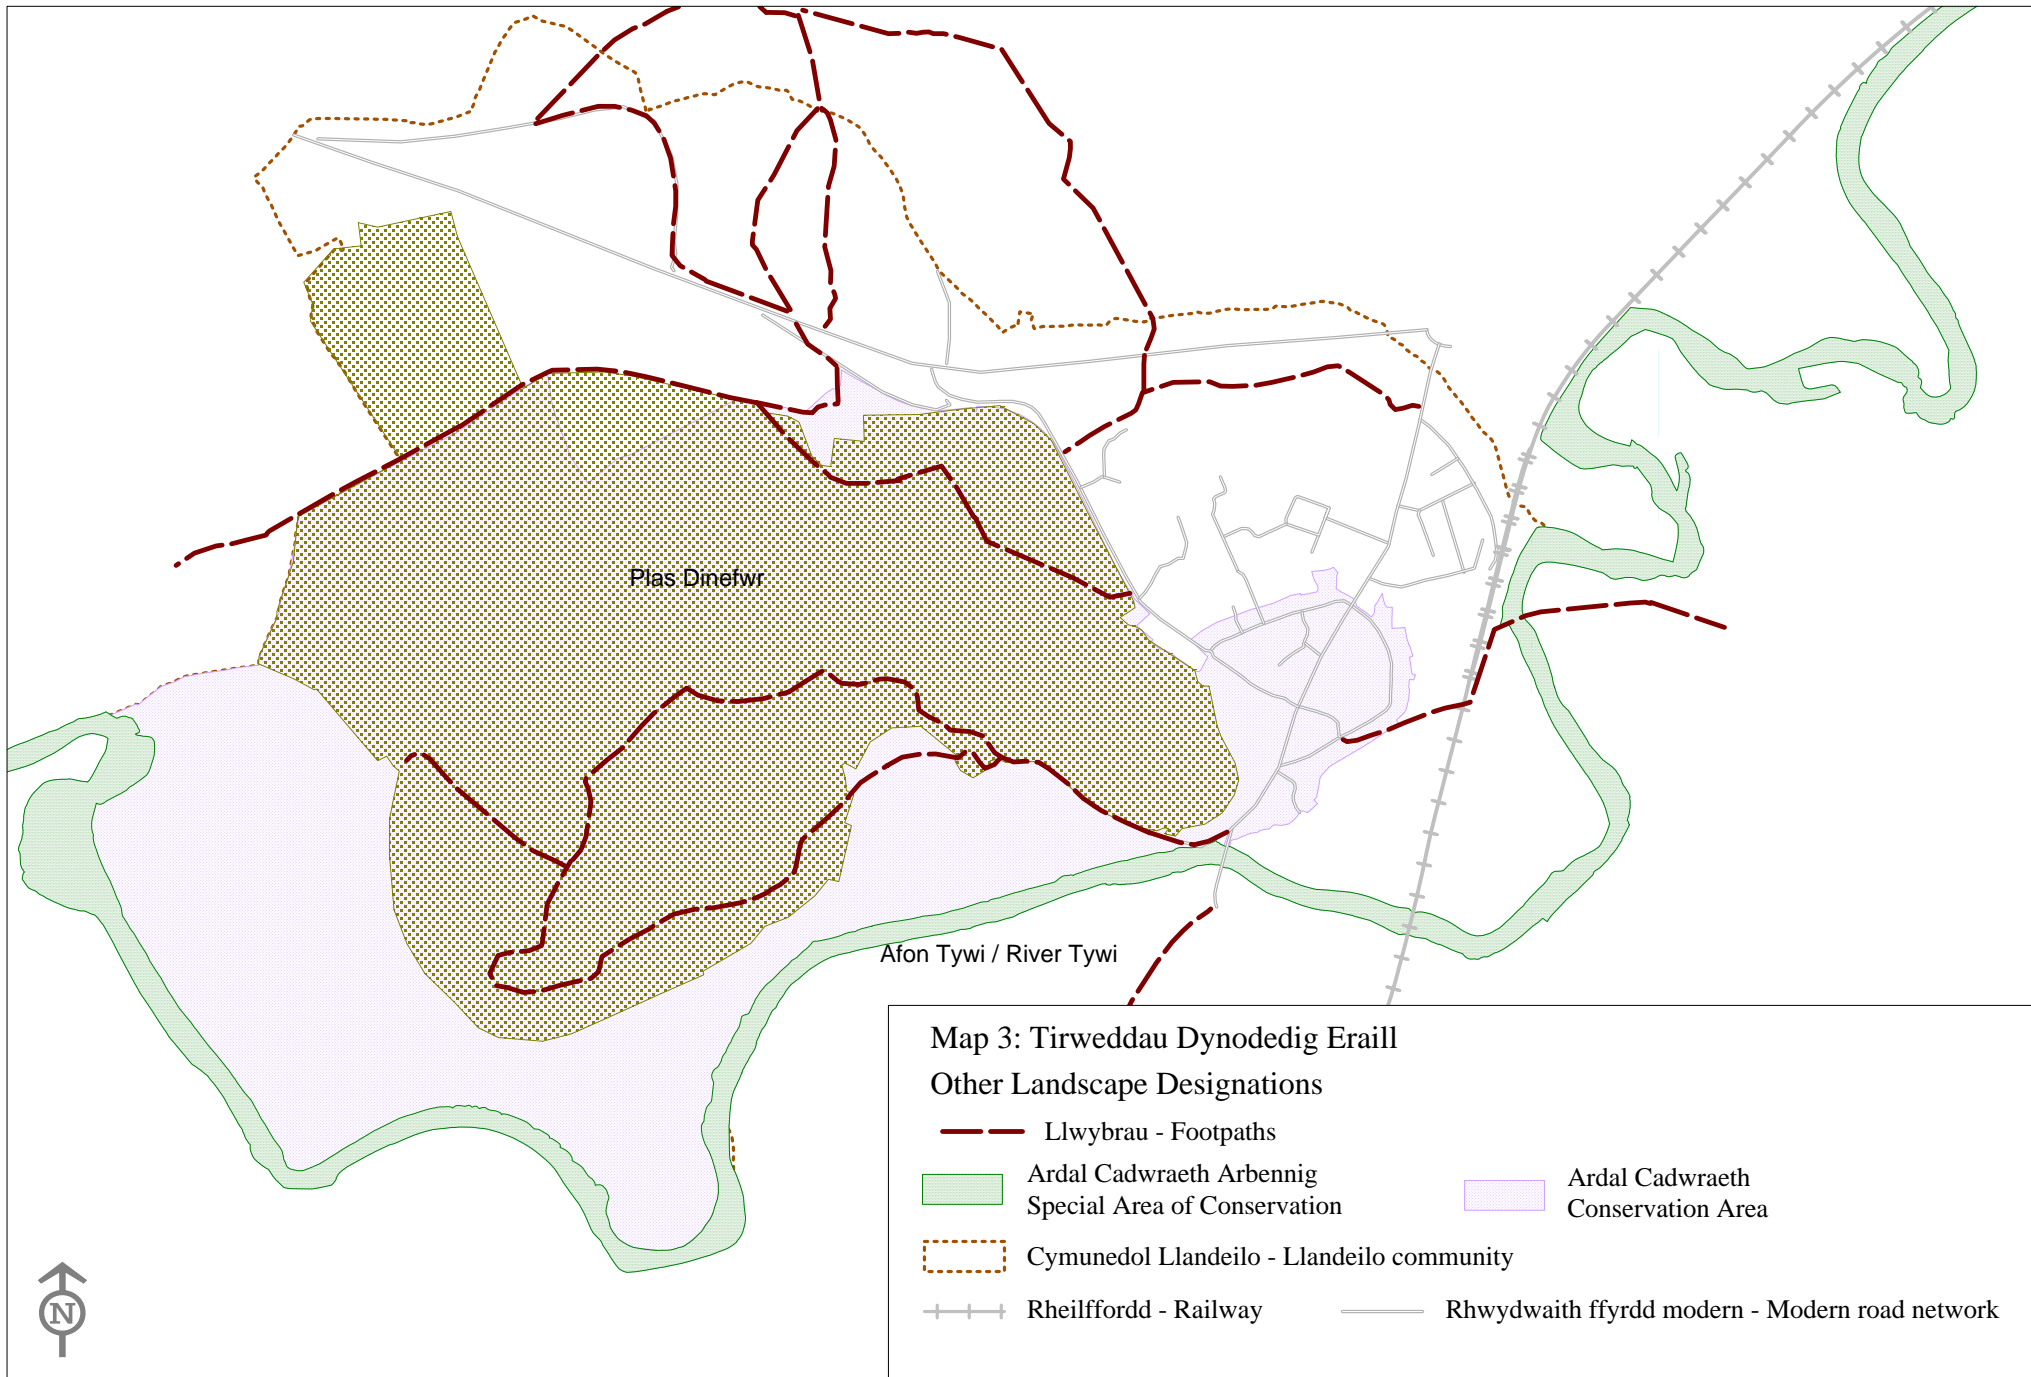 Plas Dinefwr
Afon Tywi / River Tywi
Map 3: Tirweddau Dynodedig Eraill
Other Landscape Designations
Llwybrau - Footpaths
Ardal Cadwraeth Arbennig
Special Area of Conservation
Ardal Cadwraeth
Conservation Area
Cymunedol Llandeilo - Llandeilo community
Rheilffordd - Railway
Rhwydwaith ffyrdd modern - Modern road network
N